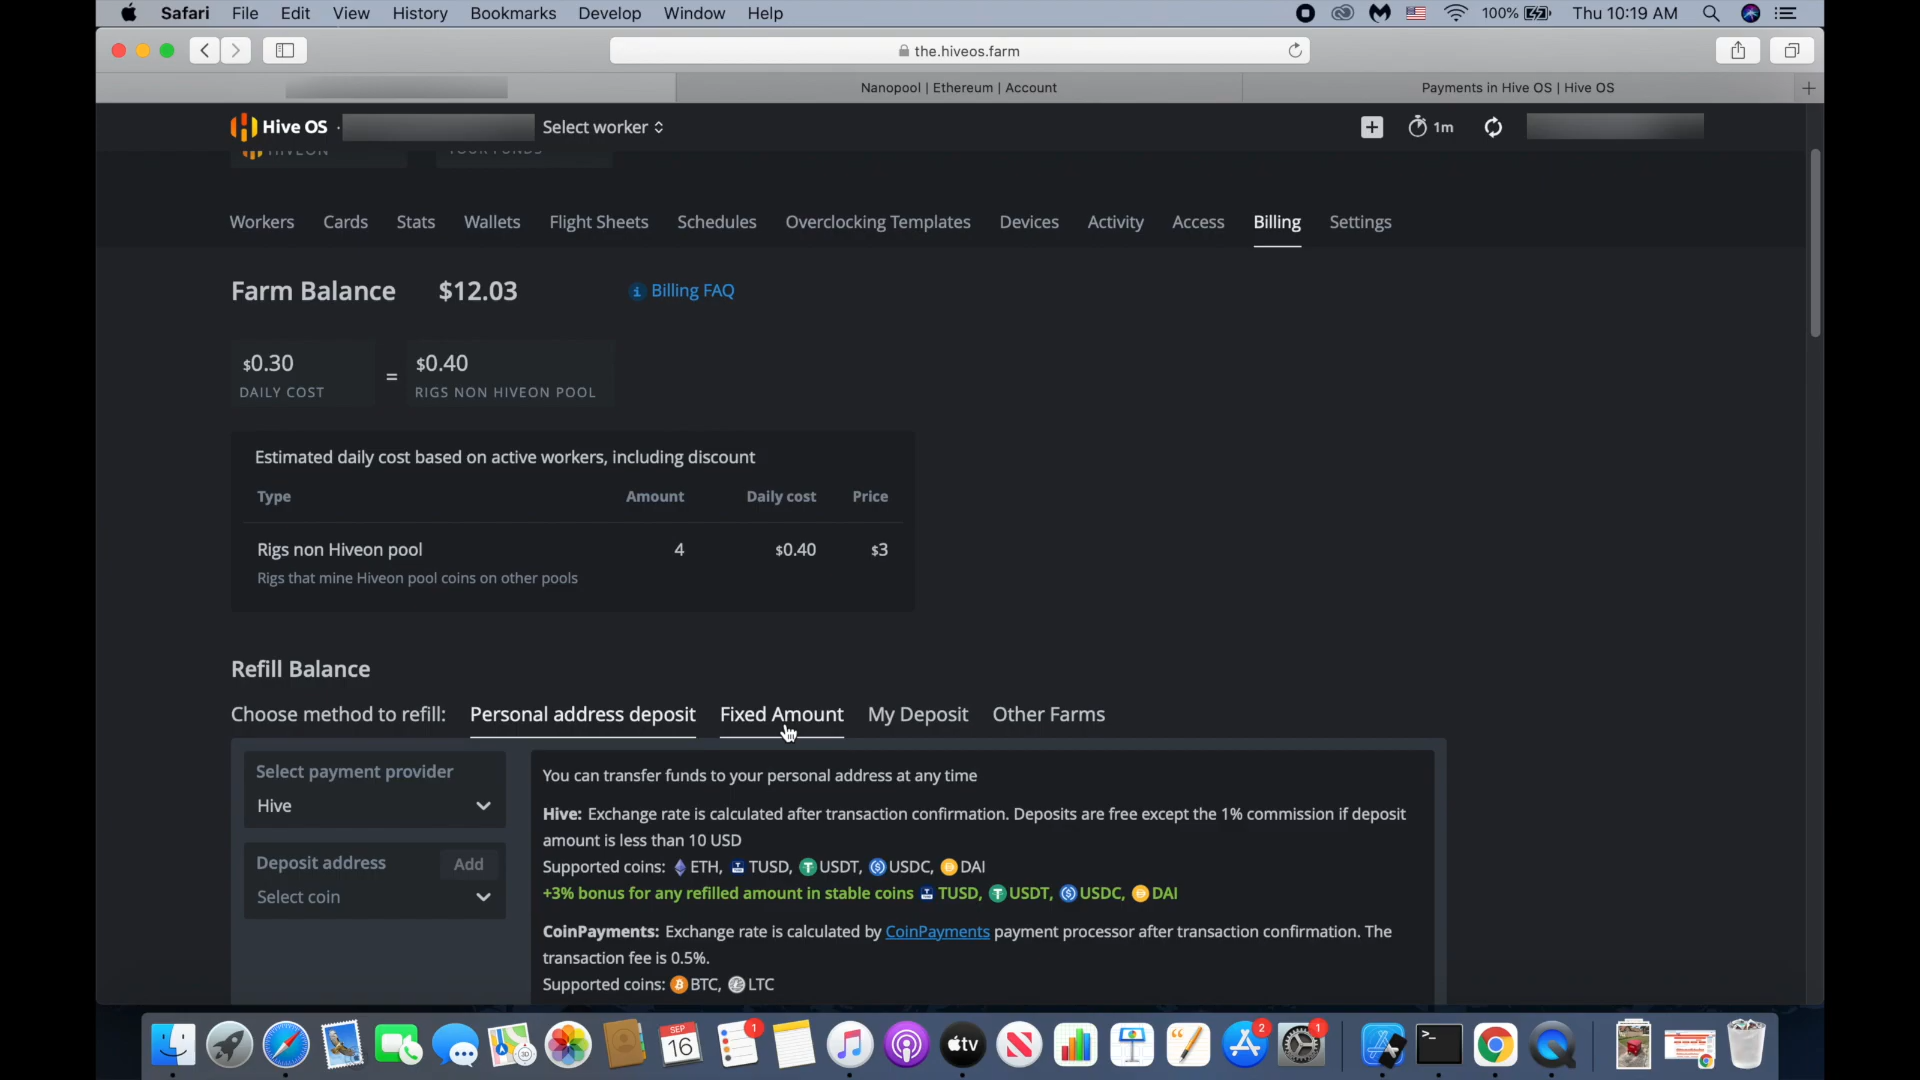 Safari File Edit View History Bookmarks Develop Window Help 100% Thu 10:19 AM
the.hiveos.farm
Nanopool | Ethereum | Account Payments in Hive OS | Hive OS
Hive OS · Select worker 1m
HIVEON YOUR FUNDS
Workers Cards Stats Wallets Flight Sheets Schedules Overclocking Templates Devices Activity Access Billing Settings
Farm Balance $12.03 Billing FAQ
$0.30 = $0.40
DAILY COST RIGS NON HIVEON POOL
Estimated daily cost based on active workers, including discount
Type Amount Daily cost Price
Rigs non Hiveon pool 4 $0.40 $3
Rigs that mine Hiveon pool coins on other pools
Refill Balance
Choose method to refill: Personal address deposit Fixed Amount My Deposit Other Farms
Select payment provider
Hive
Deposit address Add
Select coin
You can transfer funds to your personal address at any time
Hive: Exchange rate is calculated after transaction confirmation. Deposits are free except the 1% commission if deposit
amount is less than 10 USD
Supported coins: ETH, TUSD, USDT, USDC, DAI
+3% bonus for any refilled amount in stable coins TUSD, USDT, USDC, DAI
CoinPayments: Exchange rate is calculated by CoinPayments payment processor after transaction confirmation. The
transaction fee is 0.5%.
Supported coins: BTC, LTC
SEP
16
1
tv
2
1